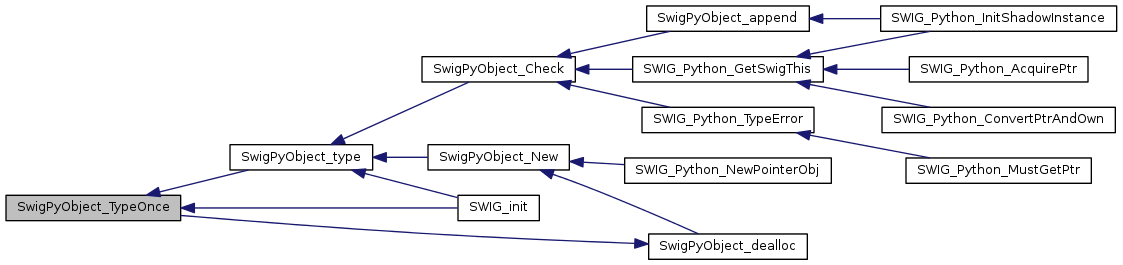 SwigPyObject_append
SWIG_Python_InitShadowInstance
SwigPyObject_Check
SWIG_Python_GetSwigThis
SWIG_Python_AcquirePtr
SWIG_Python_TypeError
SWIG_Python_ConvertPtrAndOwn
SwigPyObject_type
SwigPyObject_New
SWIG_Python_NewPointerObj
SWIG_Python_MustGetPtr
SwigPyObject_TypeOnce
SWIG_init
SwigPyObject_dealloc